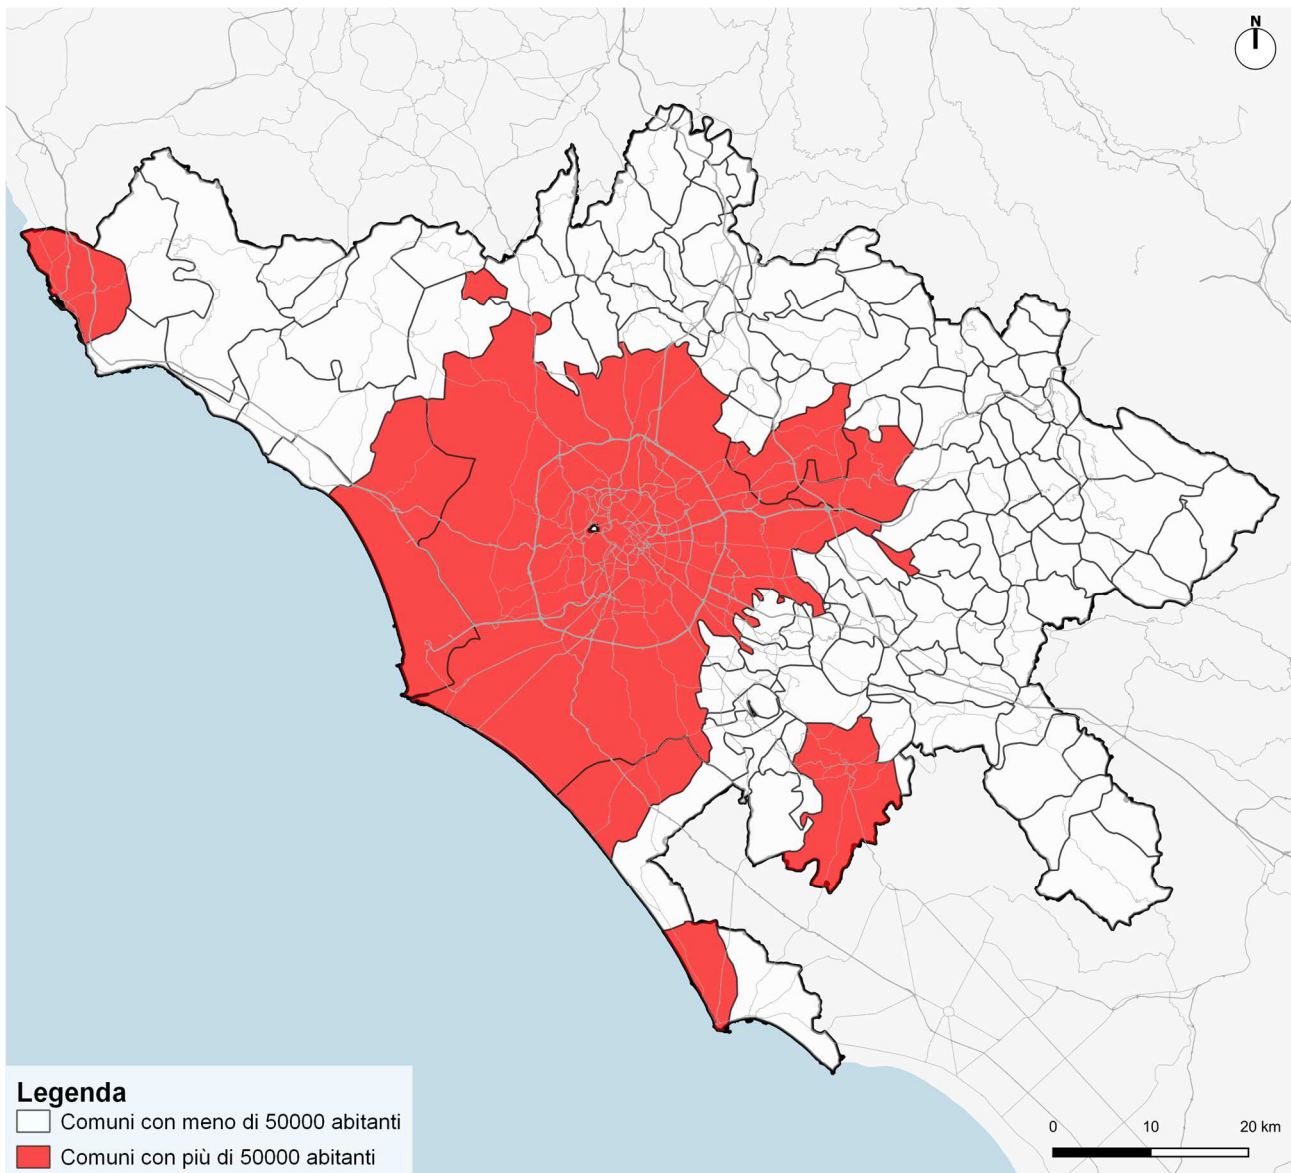 N
Legenda
Comuni con meno di 50000 abitanti
Comuni con più di 50000 abitanti
0 10 20 km